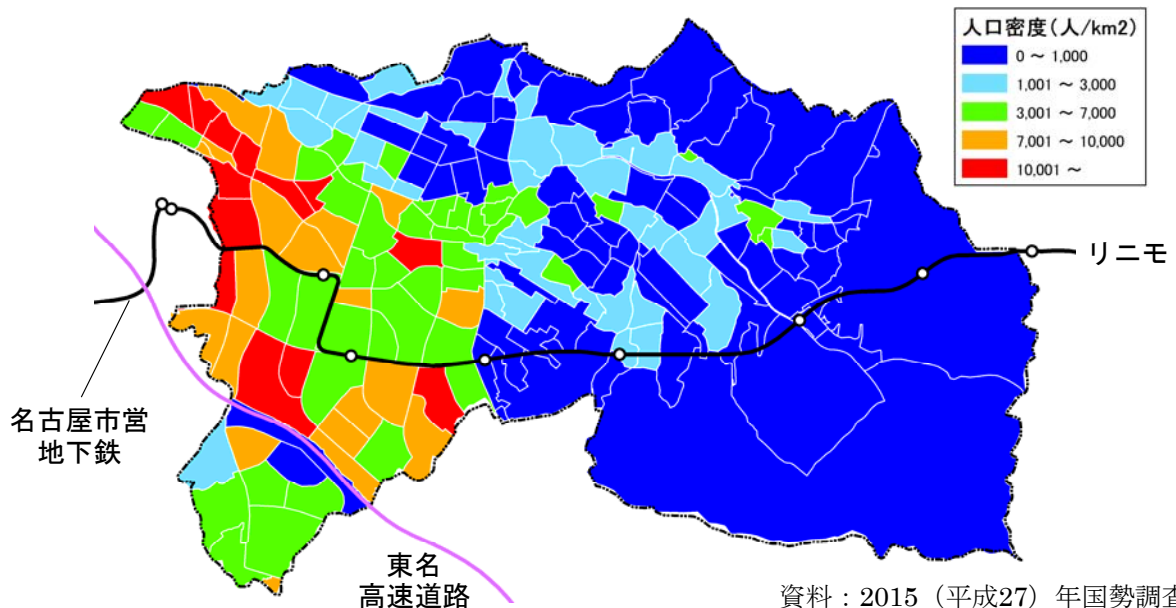 人口密度(人/km2)
0 ～ 1,000
1,001 ～ 3,000
3,001 ～ 7,000
7,001 ～ 10,000
10,001 ～
リニモ
名古屋市営
地下鉄
東名
高速道路
資料：2015（平成27）年国勢調査